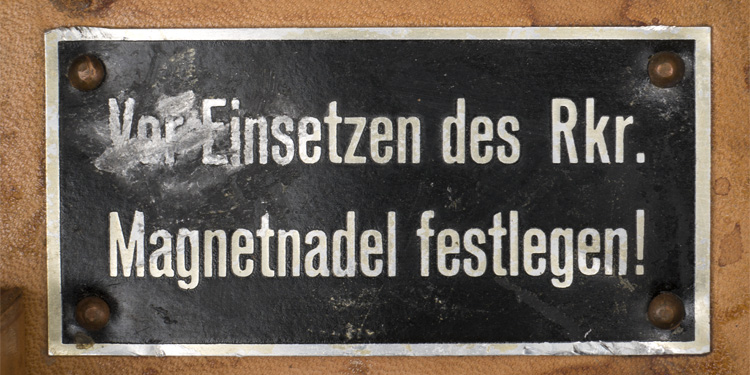 Vor Einsetzen des Rkr.
Magnetnadel festlegen!